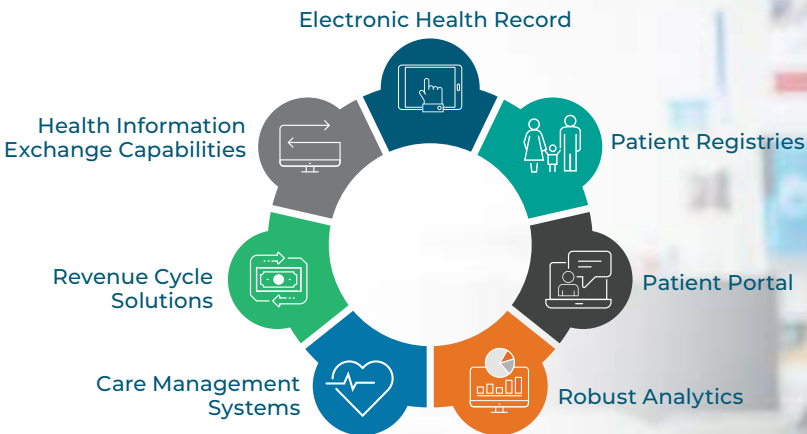 Electronic Health Record
Health Information
Exchange Capabilities
Patient Registries
Revenue Cycle
Solutions
Patient Portal
Care Management
Systems
Robust Analytics